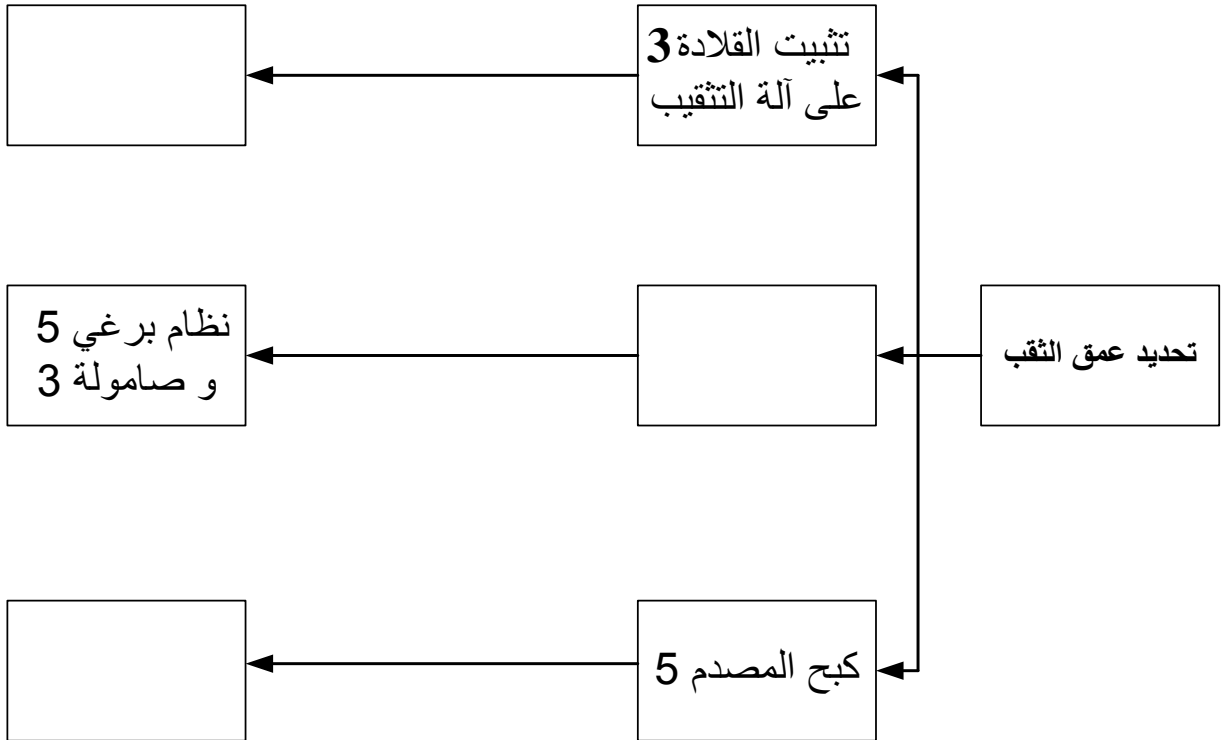 تثبيت القلادة 3
على آلة التثقيب
نظام برغي 5
و صامولة 3
تحديد عمق الثقب
كبح المصدم 5